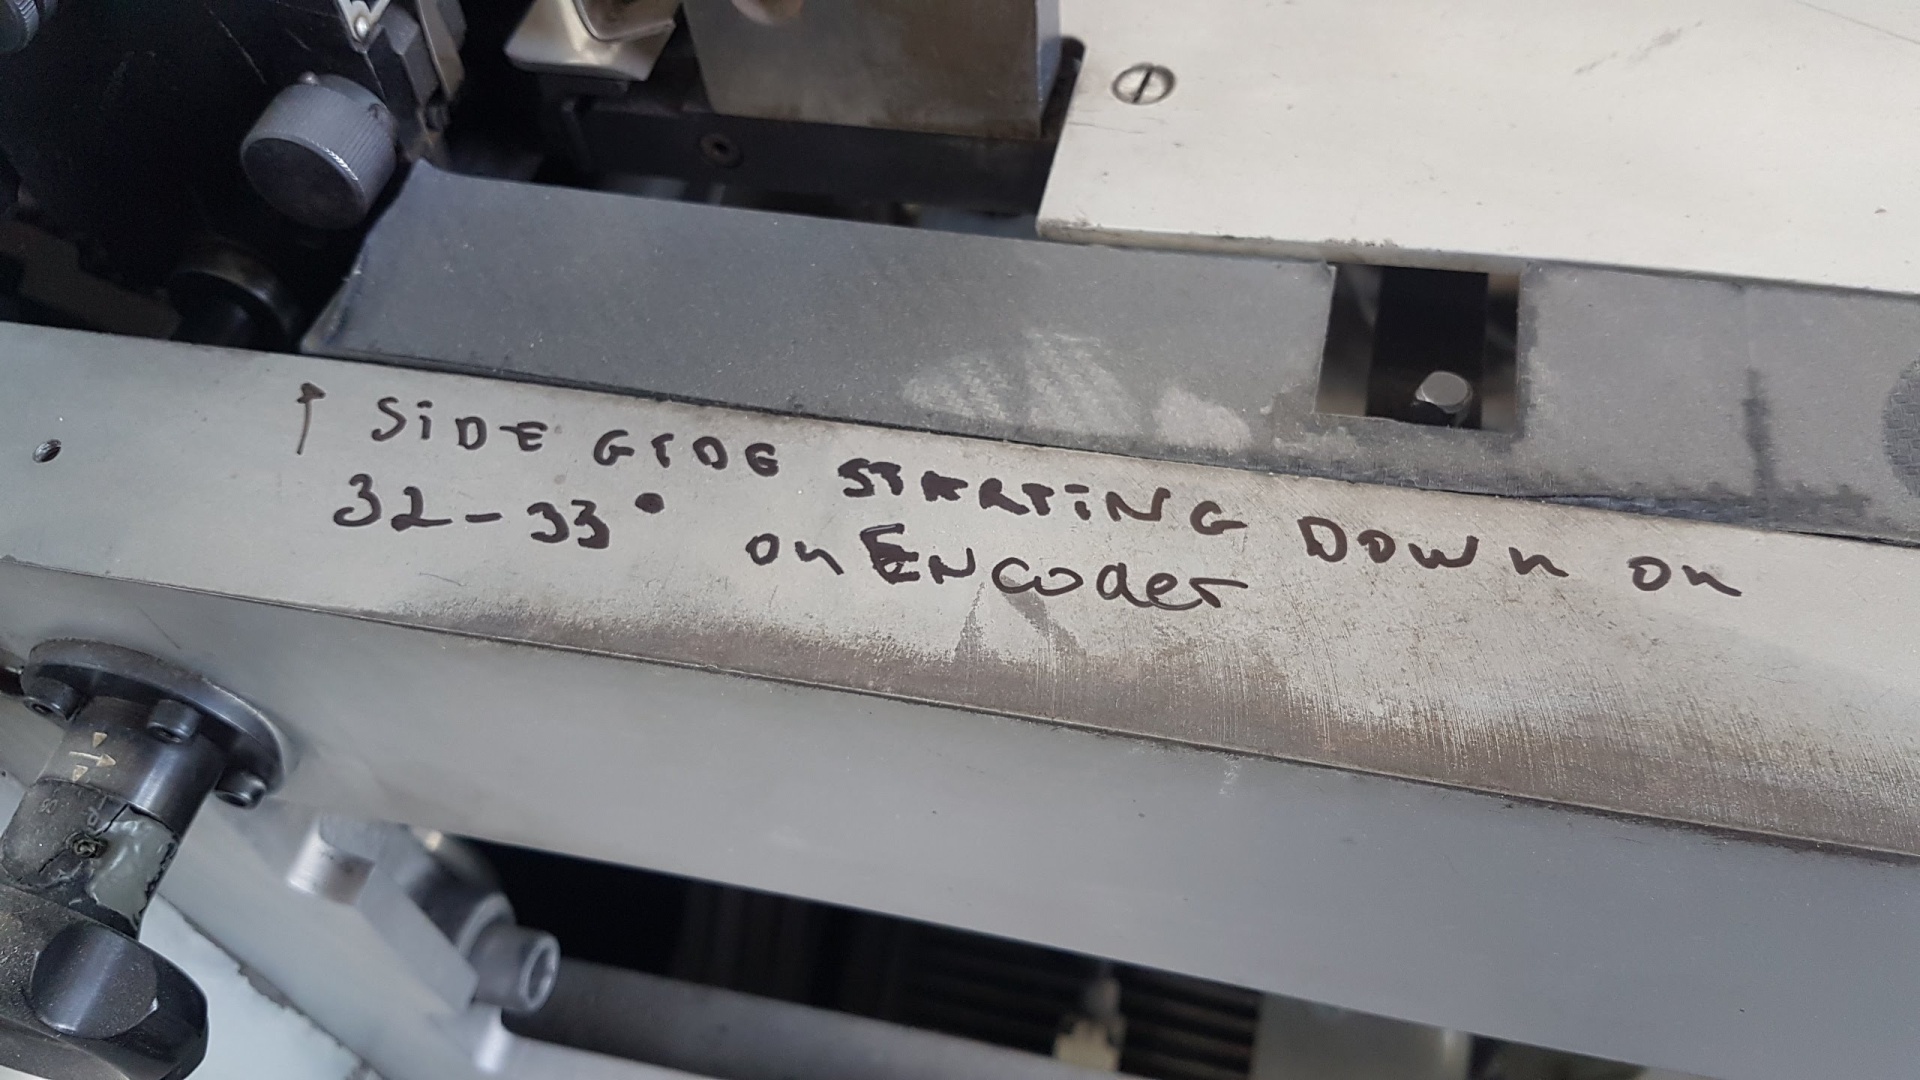 ↑ SiDE GIDE STARTiNG DOWN ON
32-33° on ENcoder